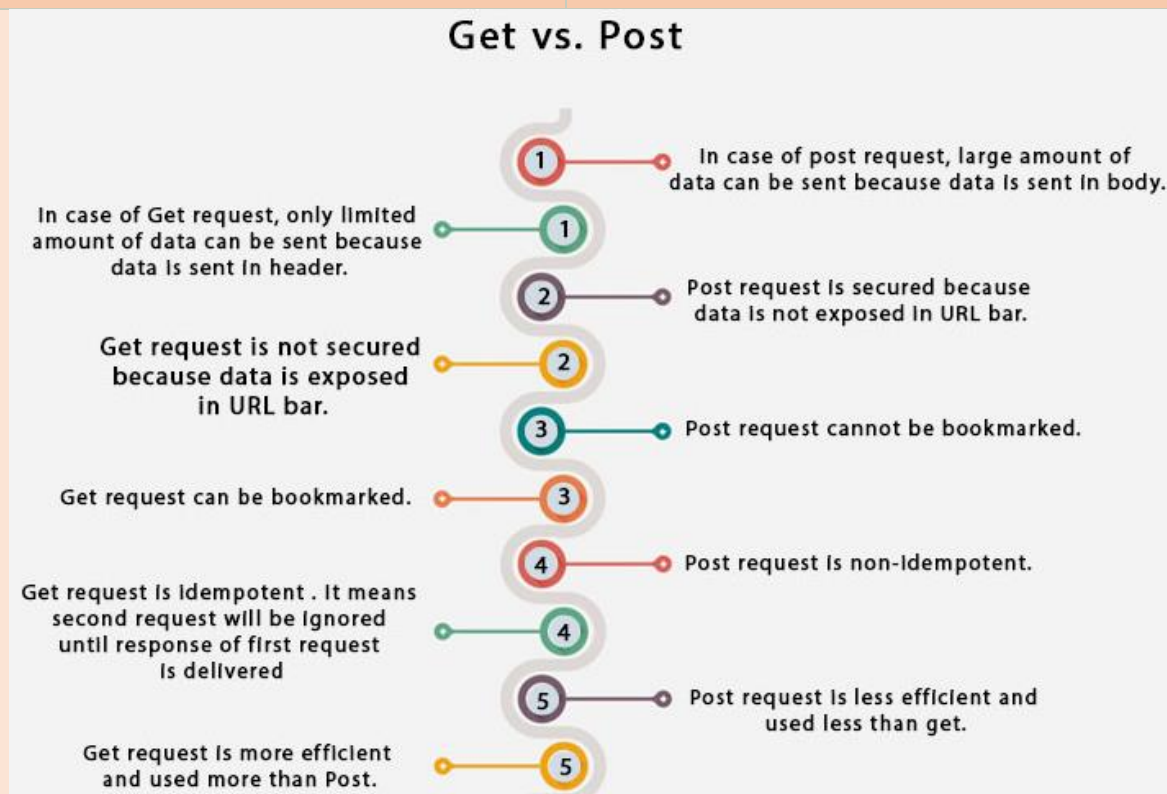 Get vs. Post
1
In case of post request, large amount of
data can be sent because data is sent in body.
In case of Get request, only limited
amount of data can be sent because
data is sent in header.
1
2
Post request is secured because
data is not exposed in URL bar.
Get request is not secured
because data is exposed
in URL bar.
2
3
Post request cannot be bookmarked.
Get request can be bookmarked.
3
4
Post request is non-idempotent.
Get request is idempotent . It means
second request will be ignored
until response of first request
is delivered
4
5
Post request is less efficient and
used less than get.
Get request is more efficient
and used more than Post.
5